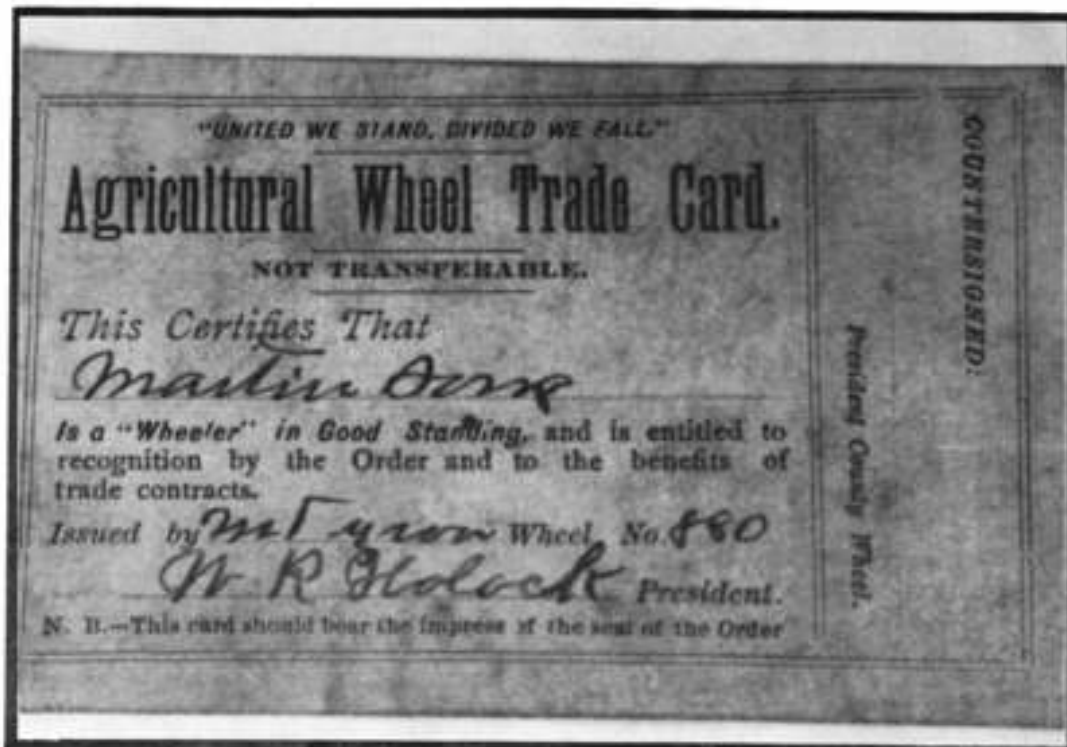 "UNITED WE STAND, DIVIDED WE FALL."
Agricultural Wheel Trade Card.
NOT TRANSFERABLE.
This Certifies That
Martin
Is a "Wheeler" in Good Standing, and is entitled to
recognition by the Order and to the benefits of
trade contracts.
Issued by Wheel, No. 880
W R President.
N. B.—This card should bear the impress of the seal of the Order
President County Wheel.
COUNTERSIGNED: